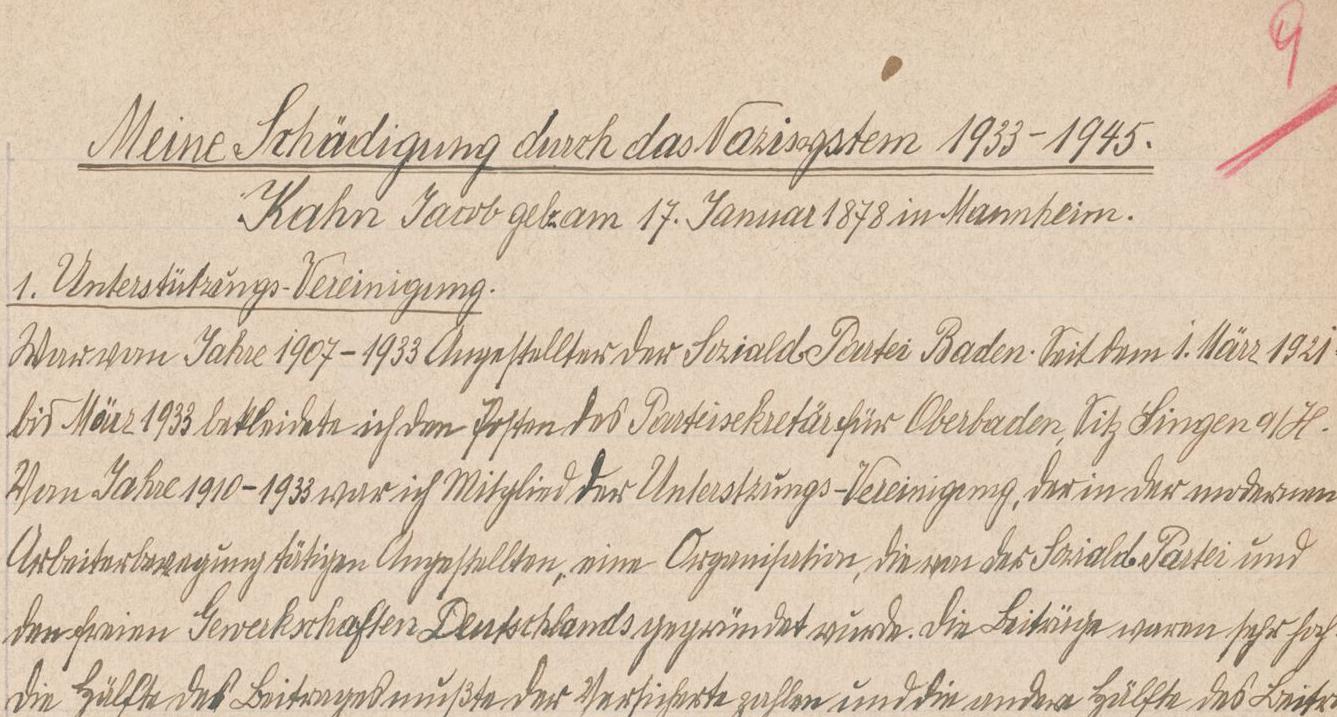 9
Meine Schädigung durch das Nazisystem 1933-1945.
Kahn Jacob geb. am 17. Januar 1878 in Mannheim.
1. Unterstützungs-Vereinigung.
War vom Jahre 1907-1933 Angestellter der Soziald. Partei Baden. Seit dem 1. März 1921
bis März 1933 bekleidete ich den Posten des Parteisekretär für Oberbaden, Sitz Singen a/H.
Vom Jahre 1910-1933 war ich Mitglied der Unterstzungs-Vereinigung, der in der modernen
Arbeiterbewegung tätigen Angestellten, eine Organisation, die von der Soziald. Partei und
den freien Gewerkschaften Deutschlands gegründet wurde. Die Beiträge waren sehr hoch
die Hälfte des Beitrages mußte der Versicherte zahlen und die andere Hälfte des Beitr